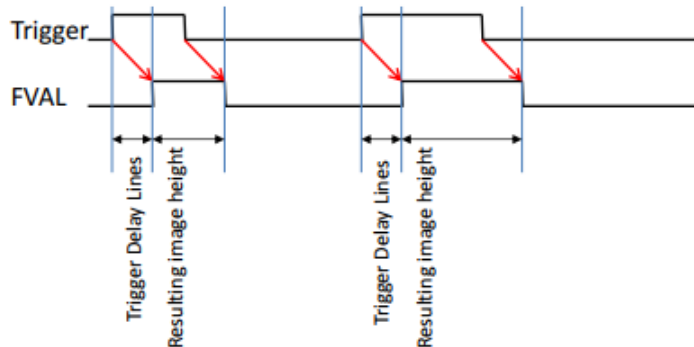 Trigger
FVAL
Trigger Delay Lines
Resulting image height
Trigger Delay Lines
Resulting image height